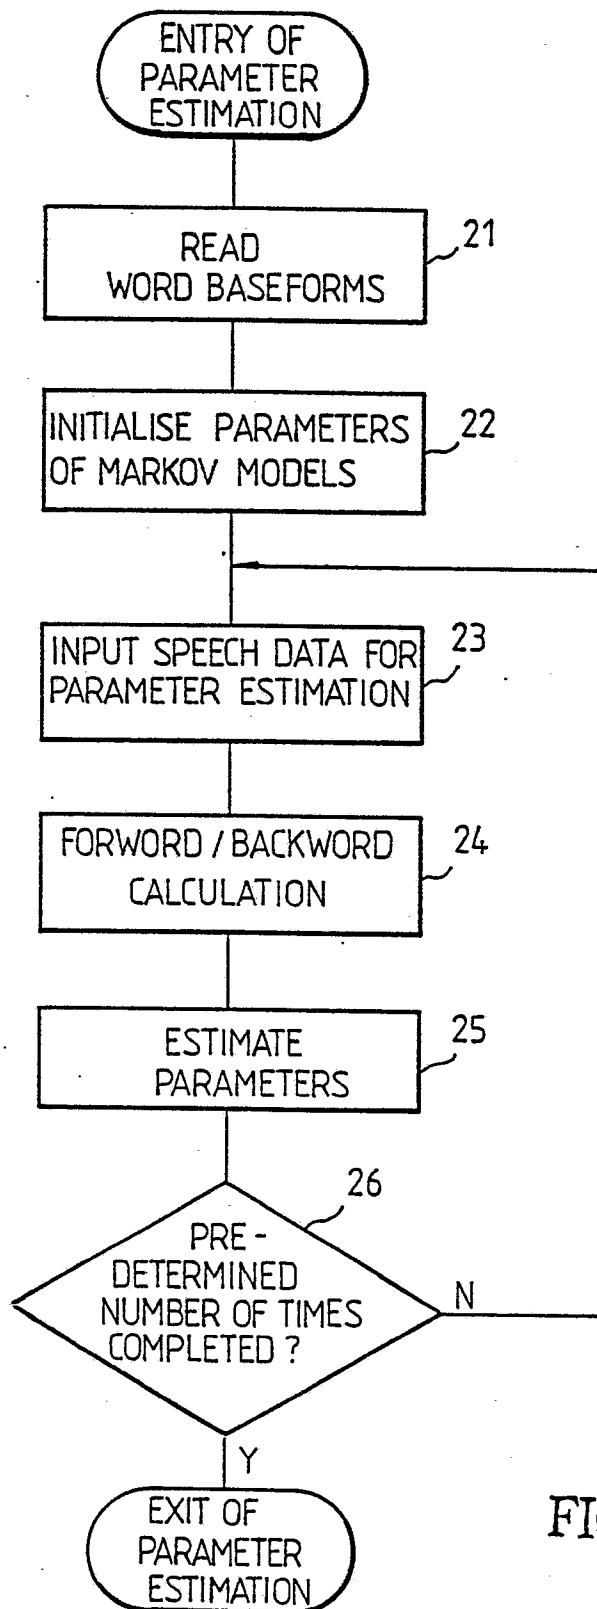 ENTRY OF
PARAMETER
ESTIMATION
21
READ
WORD BASEFORMS
22
INITIALISE PARAMETERS
OF MARKOV MODELS
23
INPUT SPEECH DATA FOR
PARAMETER ESTIMATION
24
FORWORD / BACKWORD
CALCULATION
25
ESTIMATE
PARAMETERS
26
PRE-
DETERMINED
NUMBER OF TIMES
COMPLETED ?
N
Y
EXIT OF
PARAMETER
ESTIMATION